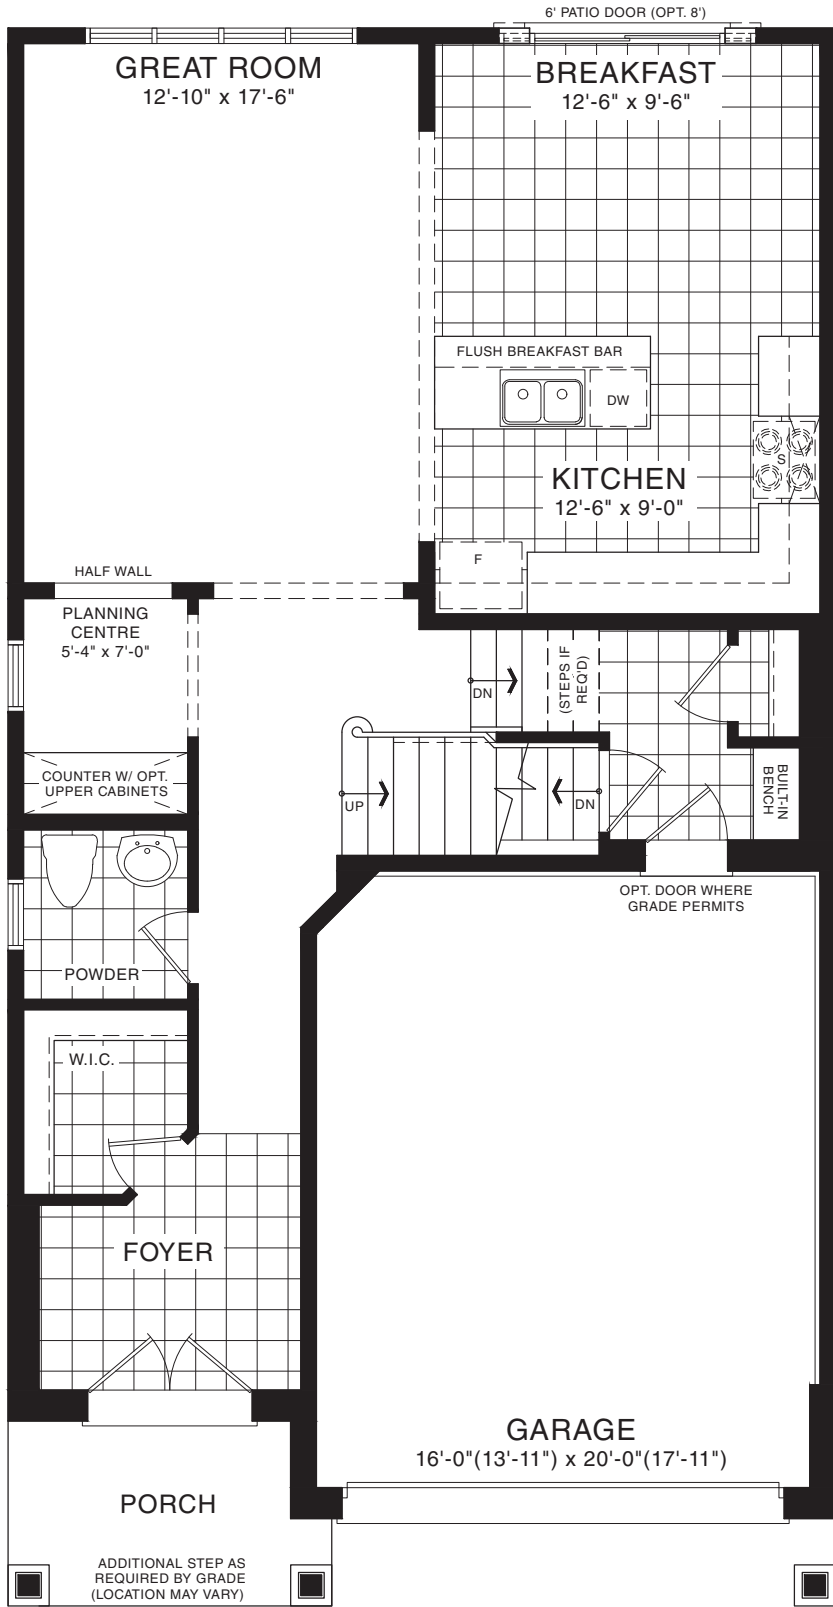 6' PATIO DOOR (OPT. 8')
GREAT ROOM
12'-10" x 17'-6"
BREAKFAST
12'-6" x 9'-6"
FLUSH BREAKFAST BAR
DW
S
KITCHEN
12'-6" x 9'-0"
F
HALF WALL
PLANNING
CENTRE
5'-4" x 7'-0"
DN
(STEPS IF
REQ'D)
COUNTER W/ OPT.
UPPER CABINETS
UP
DN
BUILT-IN
BENCH
OPT. DOOR WHERE
GRADE PERMITS
POWDER
W.I.C.
FOYER
GARAGE
16'-0"(13'-11") x 20'-0"(17'-11")
PORCH
ADDITIONAL STEP AS
REQUIRED BY GRADE
(LOCATION MAY VARY)